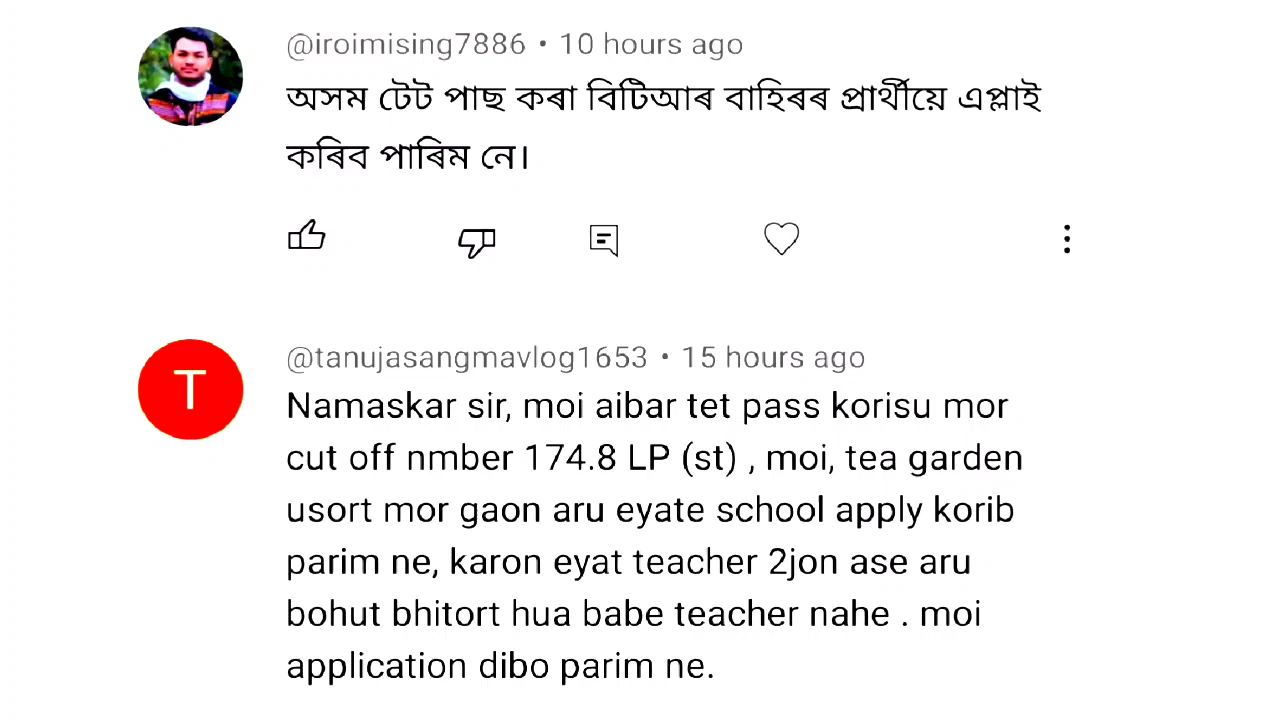 @iroimising7886 • 10 hours ago
অসম টেট পাছ কৰা বিটিআৰ বাহিৰৰ প্ৰাৰ্থীয়ে এপ্লাই
কৰিব পাৰিম নে।
T
@tanujasangmavlog1653 • 15 hours ago
Namaskar sir, moi aibar tet pass korisu mor
cut off nmber 174.8 LP (st) , moi, tea garden
usort mor gaon aru eyate school apply korib
parim ne, karon eyat teacher 2jon ase aru
bohut bhitort hua babe teacher nahe . moi
application dibo parim ne.